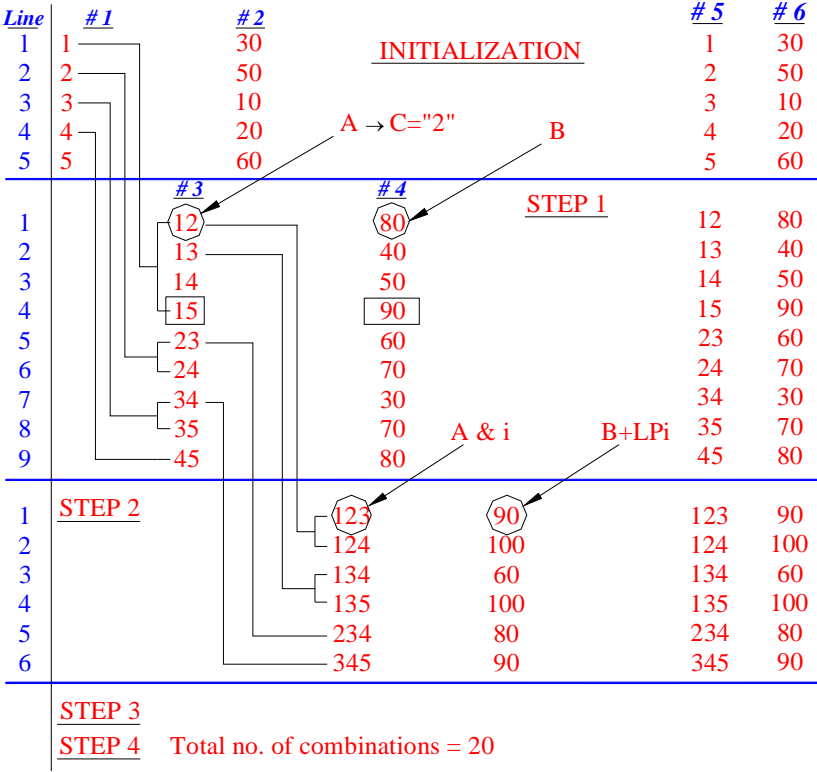 Line # 1 # 2 # 5 # 6
1 1 30 INITIALIZATION 1 30
2 2 50 2 50
3 3 10 3 10
4 4 20 A → C="2" B 4 20
5 5 60 5 60
# 3 # 4 STEP 1
1 12 80 12 80
2 13 40 13 40
3 14 50 14 50
4 15 90 15 90
5 23 60 23 60
6 24 70 24 70
7 34 30 34 30
8 35 70 A & i B+LPi 35 70
9 45 80 45 80
STEP 2
1 123 90 123 90
2 124 100 124 100
3 134 60 134 60
4 135 100 135 100
5 234 80 234 80
6 345 90 345 90
STEP 3
STEP 4 Total no. of combinations = 20